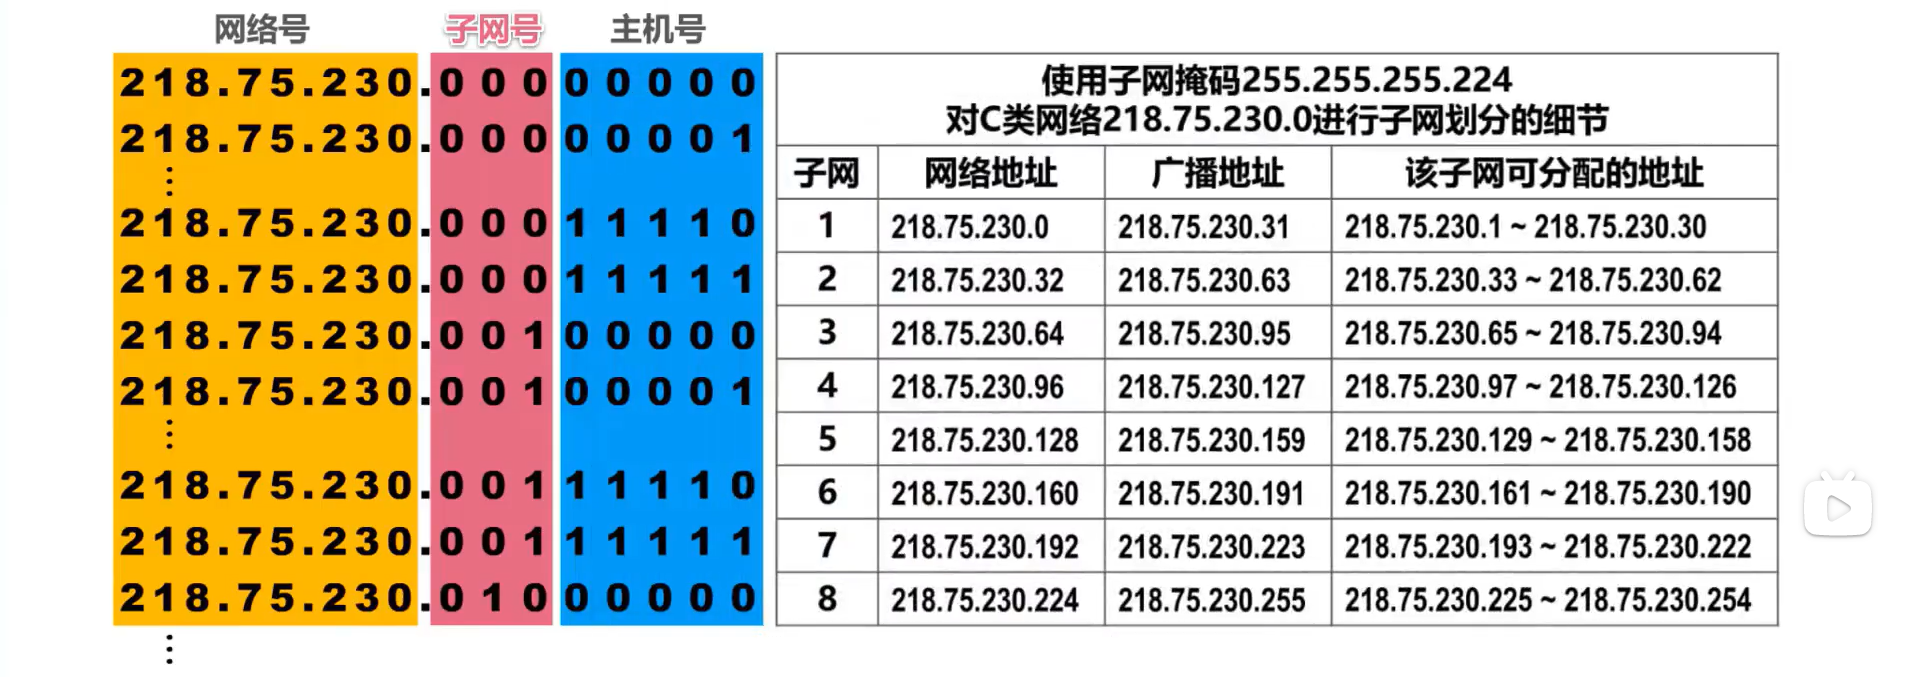 网络号 子网号 主机号
218.75.230.000 00000
218.75.230.000 00001
⋮
218.75.230.000 11110
218.75.230.000 11111
218.75.230.001 00000
218.75.230.001 00001
⋮
218.75.230.001 11110
218.75.230.001 11111
218.75.230.010 00000
⋮
使用子网掩码255.255.255.224
对C类网络218.75.230.0进行子网划分的细节
子网 网络地址 广播地址 该子网可分配的地址
1 218.75.230.0 218.75.230.31 218.75.230.1 ~ 218.75.230.30
2 218.75.230.32 218.75.230.63 218.75.230.33 ~ 218.75.230.62
3 218.75.230.64 218.75.230.95 218.75.230.65 ~ 218.75.230.94
4 218.75.230.96 218.75.230.127 218.75.230.97 ~ 218.75.230.126
5 218.75.230.128 218.75.230.159 218.75.230.129 ~ 218.75.230.158
6 218.75.230.160 218.75.230.191 218.75.230.161 ~ 218.75.230.190
7 218.75.230.192 218.75.230.223 218.75.230.193 ~ 218.75.230.222
8 218.75.230.224 218.75.230.255 218.75.230.225 ~ 218.75.230.254